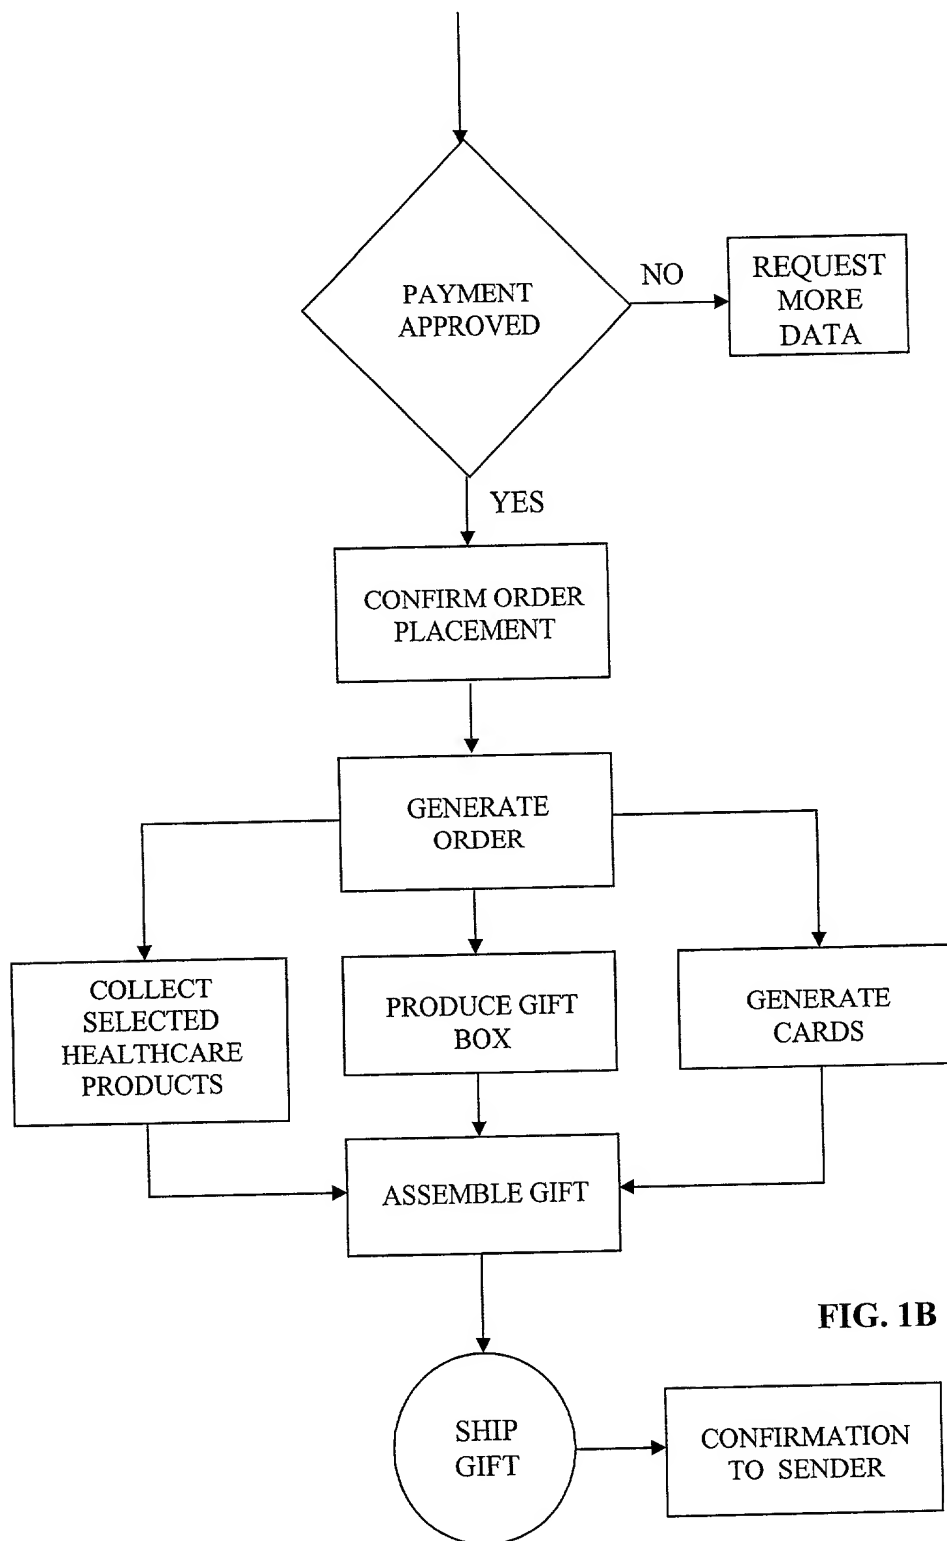 NO
REQUEST
MORE
DATA
PAYMENT
APPROVED
YES
CONFIRM ORDER
PLACEMENT
GENERATE
ORDER
COLLECT
SELECTED
HEALTHCARE
PRODUCTS
PRODUCE GIFT
BOX
GENERATE
CARDS
ASSEMBLE GIFT
FIG. 1B
SHIP
GIFT
CONFIRMATION
TO SENDER